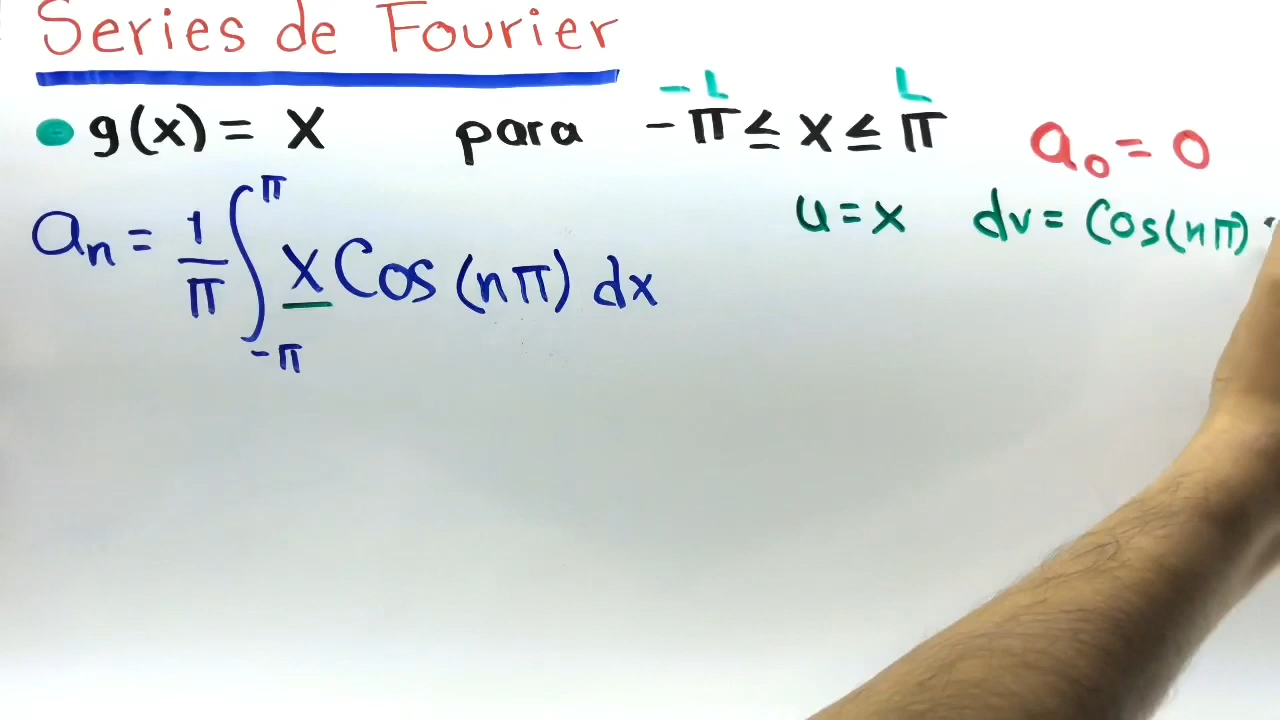 Series de Fourier
-L L
g(x) = x para -π ≤ x ≤ π
a₀ = 0
aₙ = 1/π ∫_{-π}^{π} x Cos (nπ) dx
u = x dv = Cos(nπ)